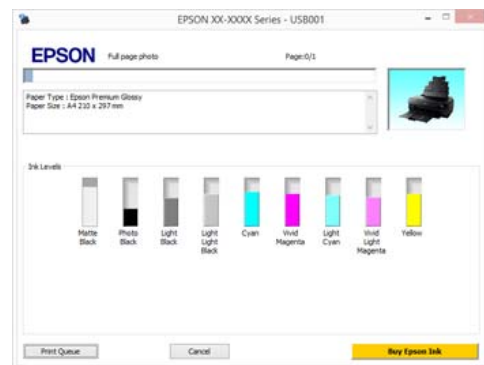 EPSON XX-XXXX Series - USB001
EPSON Full page photo Page:0/1
Paper Type : Epson Premium Glossy
Paper Size : A4 210 x 297 mm
Ink Levels
Matte Black
Photo Black
Light Black
Light Light Black
Cyan
Vivid Magenta
Light Cyan
Vivid Light Magenta
Yellow
Print Queue Cancel Buy Epson Ink